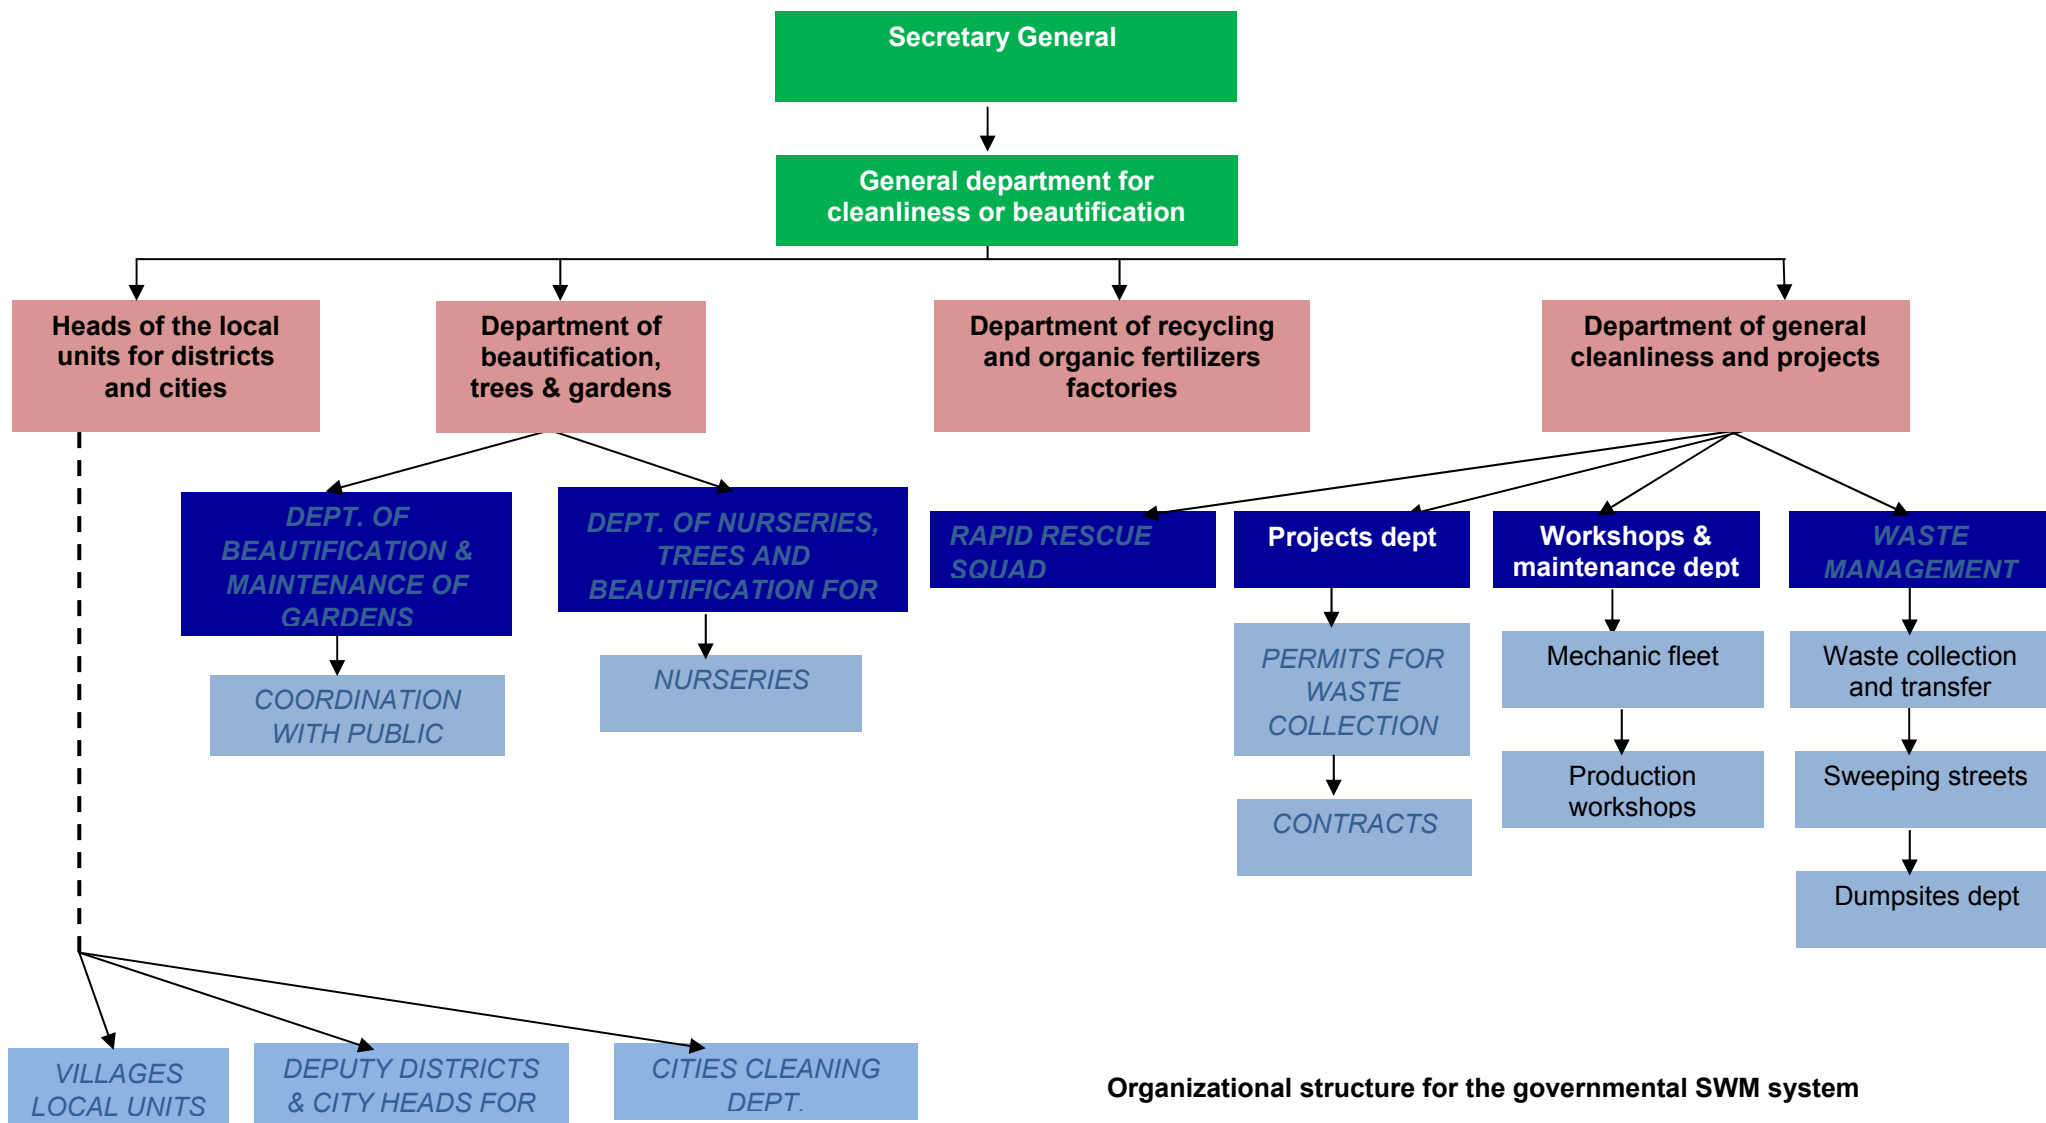 Secretary General
General department for
cleanliness or beautification
Heads of the local
units for districts
and cities
Department of
beautification,
trees & gardens
Department of recycling
and organic fertilizers
factories
Department of general
cleanliness and projects
DEPT. OF
BEAUTIFICATION &
MAINTENANCE OF
GARDENS
DEPT. OF NURSERIES,
TREES AND
BEAUTIFICATION FOR
RAPID RESCUE
SQUAD
Projects dept
Workshops &
maintenance dept
WASTE
MANAGEMENT
COORDINATION
WITH PUBLIC
NURSERIES
PERMITS FOR
WASTE
COLLECTION
Mechanic fleet
Waste collection
and transfer
CONTRACTS
Production
workshops
Sweeping streets
Dumpsites dept
VILLAGES
LOCAL UNITS
DEPUTY DISTRICTS
& CITY HEADS FOR
CITIES CLEANING
DEPT.
Organizational structure for the governmental SWM system